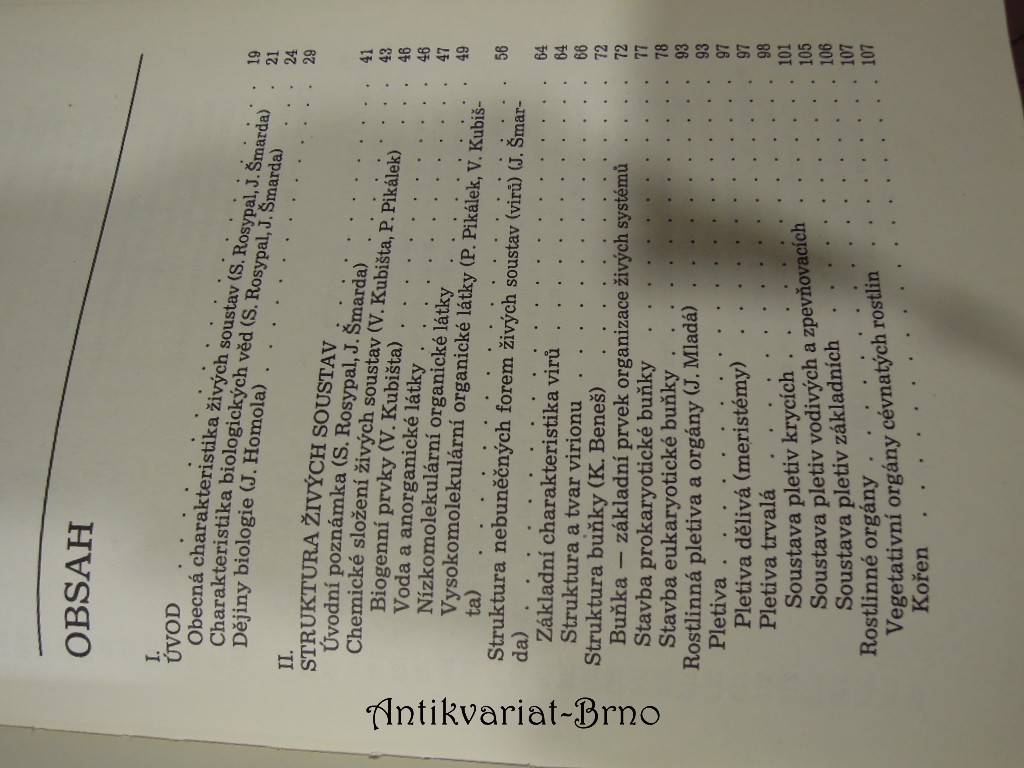 OBSAH
I.
ÚVOD . . . . . . . . . . . . . . . 19
Obecná charakteristika živých soustav (S. Rosypal, J. Šmarda) 21
Charakteristika biologických věd (S. Rosypal, J. Šmarda) . . 24
Dějiny biologie (J. Homola) . . . . . . . . . . . . 29
II.
STRUKTURA ŽIVÝCH SOUSTAV . . . . . . . . . 41
Úvodní poznámka (S. Rosypal, J. Šmarda) . . . . . . . 43
Chemické složení živých soustav (V. Kubišta, P. Pikálek) . . 46
Biogenní prvky (V. Kubišta) . . . . . . . . . . . 46
Voda a anorganické látky . . . . . . . . . . . . 47
Nízkomolekulární organické látky . . . . . . . . . 49
Vysokomolekulární organické látky (P. Pikálek, V. Kubiš-
ta) . . . . . . . . . . . . . . . . . . 56
Struktura nebuněčných forem živých soustav (virů) (J. Šmar-
da) . . . . . . . . . . . . . . . . . . 64
Základní charakteristika virů . . . . . . . . . . . 64
Struktura a tvar virionu . . . . . . . . . . . . 66
Struktura buňky (K. Beneš) . . . . . . . . . . . . 72
Buňka — základní prvek organizace živých systémů . . . 72
Stavba prokaryotické buňky . . . . . . . . . . . 77
Stavba eukaryotické buňky . . . . . . . . . . . 78
Rostlinná pletiva a orgány (J. Mladá) . . . . . . . . 93
Pletiva . . . . . . . . . . . . . . . . . 93
Pletiva dělivá (meristémy) . . . . . . . . . . . 97
Pletiva trvalá . . . . . . . . . . . . . . . 97
Soustava pletiv krycích . . . . . . . . . . . 98
Soustava pletiv vodivých a zpevňovacích . . . . . . 101
Soustava pletiv základních . . . . . . . . . . 105
Rostlinné orgány . . . . . . . . . . . . . . 106
Vegetativní orgány cévnatých rostlin . . . . . . . . 107
Kořen . . . . . . . . . . . . . . . . . 107
Antikvariat-Brno